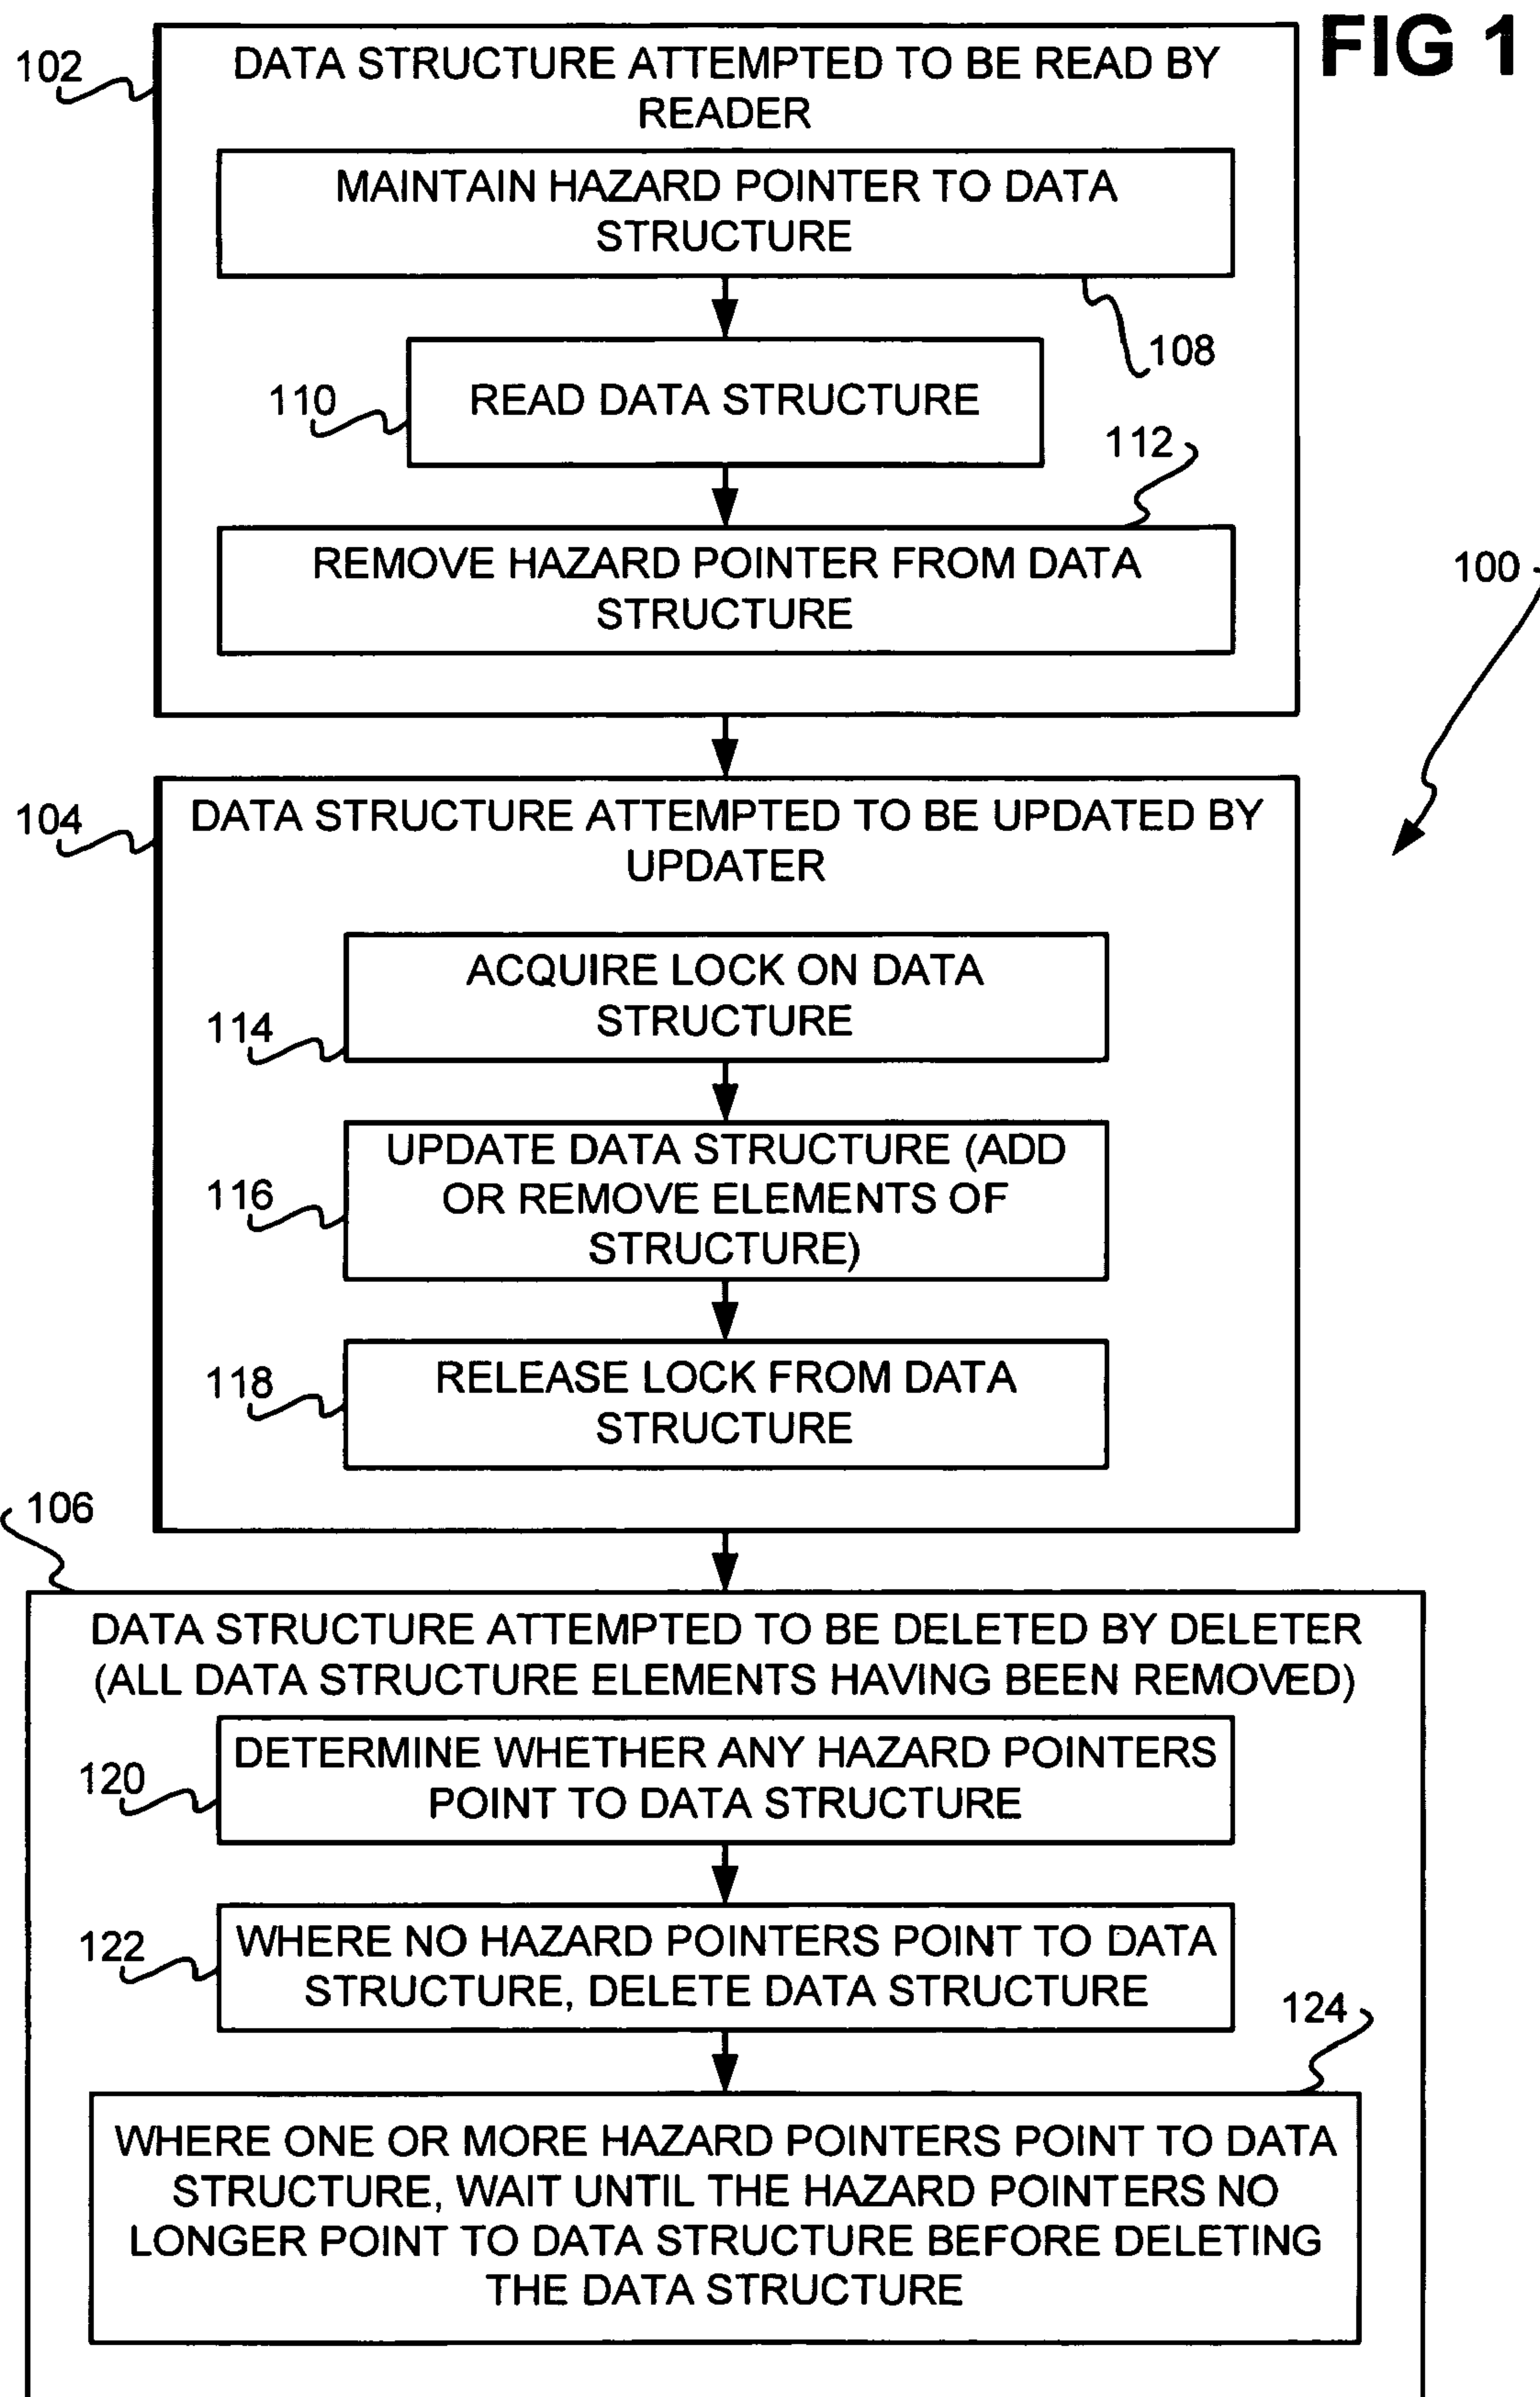 FIG 1
102
DATA STRUCTURE ATTEMPTED TO BE READ BY
READER
MAINTAIN HAZARD POINTER TO DATA
STRUCTURE
108
110
READ DATA STRUCTURE
112
REMOVE HAZARD POINTER FROM DATA
STRUCTURE
100
104
DATA STRUCTURE ATTEMPTED TO BE UPDATED BY
UPDATER
ACQUIRE LOCK ON DATA
STRUCTURE
114
UPDATE DATA STRUCTURE (ADD
OR REMOVE ELEMENTS OF
STRUCTURE)
116
RELEASE LOCK FROM DATA
STRUCTURE
118
106
DATA STRUCTURE ATTEMPTED TO BE DELETED BY DELETER
(ALL DATA STRUCTURE ELEMENTS HAVING BEEN REMOVED)
DETERMINE WHETHER ANY HAZARD POINTERS
POINT TO DATA STRUCTURE
120
WHERE NO HAZARD POINTERS POINT TO DATA
STRUCTURE, DELETE DATA STRUCTURE
122
124
WHERE ONE OR MORE HAZARD POINTERS POINT TO DATA
STRUCTURE, WAIT UNTIL THE HAZARD POINTERS NO
LONGER POINT TO DATA STRUCTURE BEFORE DELETING
THE DATA STRUCTURE